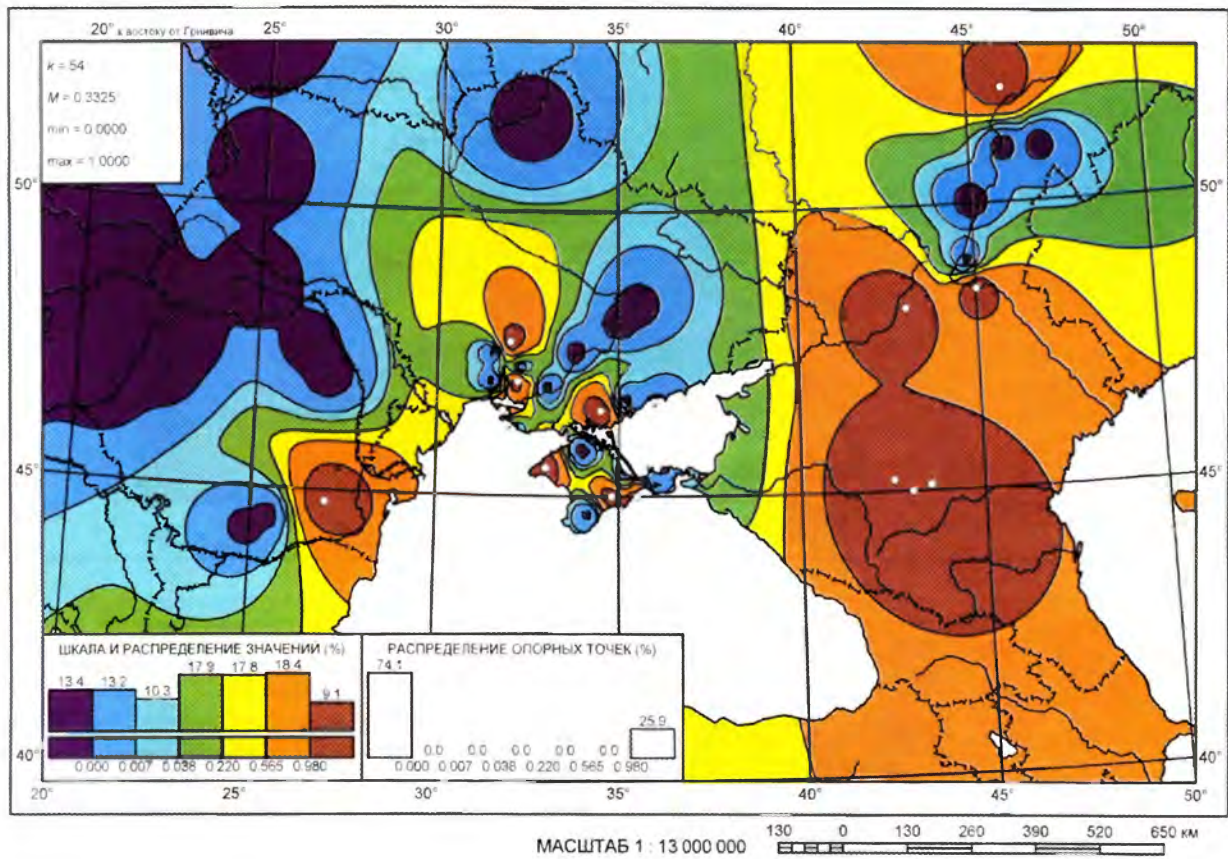 20° к востоку от Гринвича 25° 30° 35° 40° 45° 50°
k = 54
M = 0.3325
min = 0.0000
max = 1.0000
50° 50°
45° 45°
40° 40°
ШКАЛА И РАСПРЕДЕЛЕНИЕ ЗНАЧЕНИИ (%)
13.4 13.2 10.3 17.9 17.8 18.4 9.1
0.000 0.007 0.038 0.220 0.565 0.980
РАСПРЕДЕЛЕНИЕ ОПОРНЫХ ТОЧЕК (%)
74.1 0.0 0.0 0.0 0.0 0.0 25.9
0.000 0.007 0.038 0.220 0.565 0.980
20° 25° 30° 35° 40° 45° 50°
МАСШТАБ 1 : 13 000 000
130 0 130 260 390 520 650 км